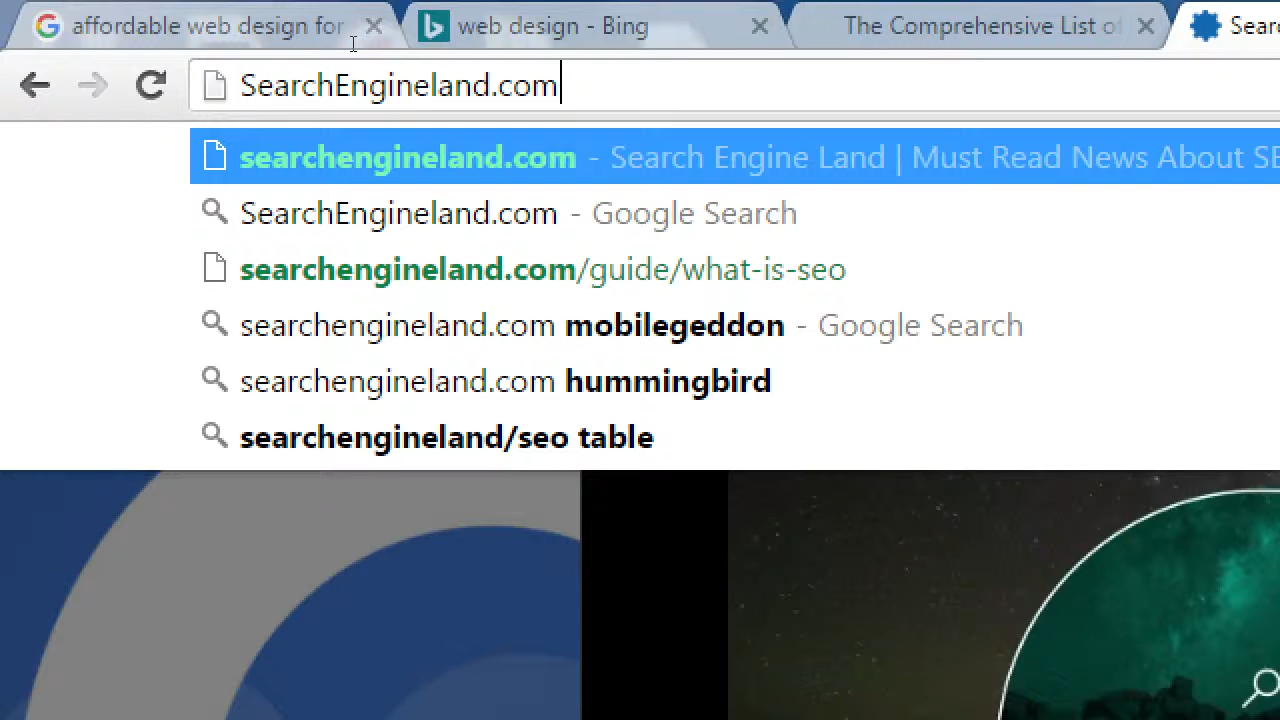 affordable web design for
web design - Bing
The Comprehensive List of
Sear
SearchEngineland.com
searchengineland.com - Search Engine Land | Must Read News About SE
SearchEngineland.com - Google Search
searchengineland.com/guide/what-is-seo
searchengineland.com mobilegeddon - Google Search
searchengineland.com hummingbird
searchengineland/seo table